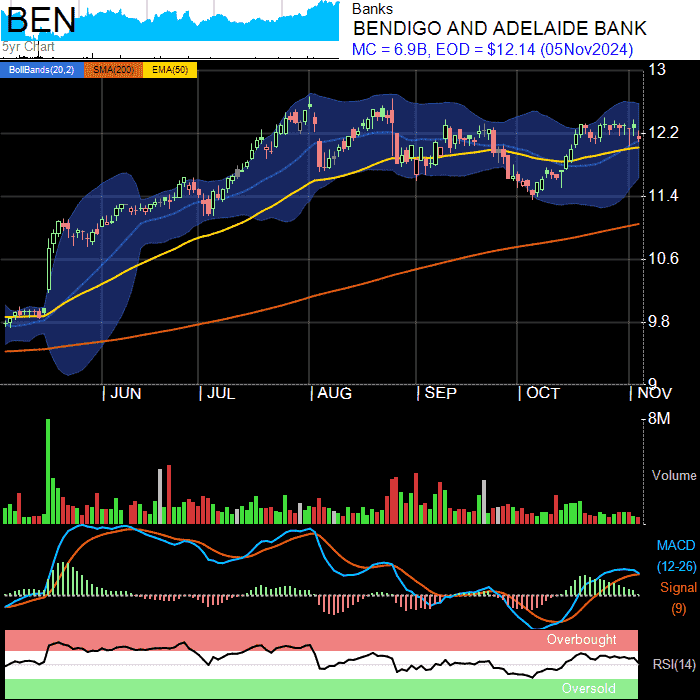 BEN
5yr Chart
Banks
BENDIGO AND ADELAIDE BANK
MC = 6.9B, EOD = $12.14 (05Nov2024)
BollBands(20,2) SMA(200) EMA(50)
13
12.2
11.4
10.6
9.8
9
JUN JUL AUG SEP OCT NOV
8M
Volume
MACD
(12-26)
Signal
(9)
Overbought
RSI(14)
Oversold